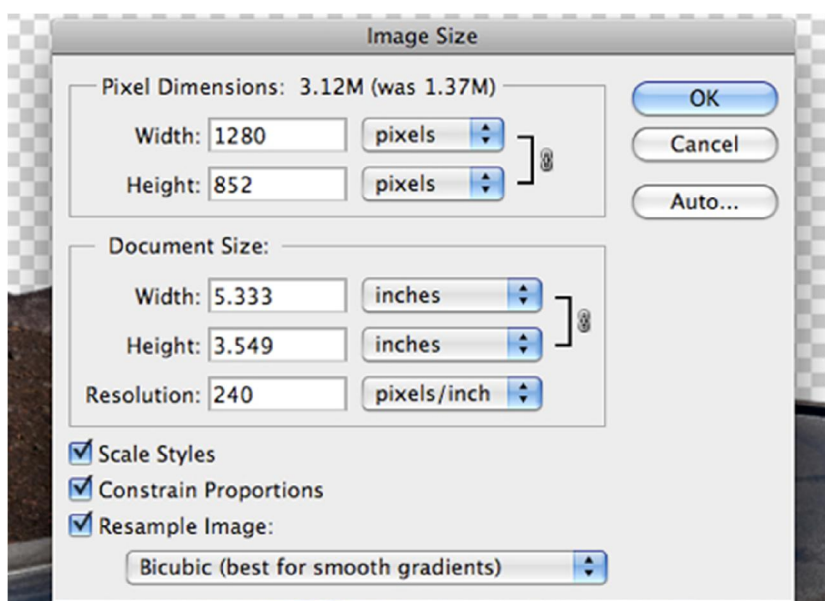 Image Size
Pixel Dimensions: 3.12M (was 1.37M)
OK
Width: 1280 pixels
Cancel
Height: 852 pixels
Auto...
Document Size:
Width: 5.333 inches
Height: 3.549 inches
Resolution: 240 pixels/inch
Scale Styles
Constrain Proportions
Resample Image:
Bicubic (best for smooth gradients)